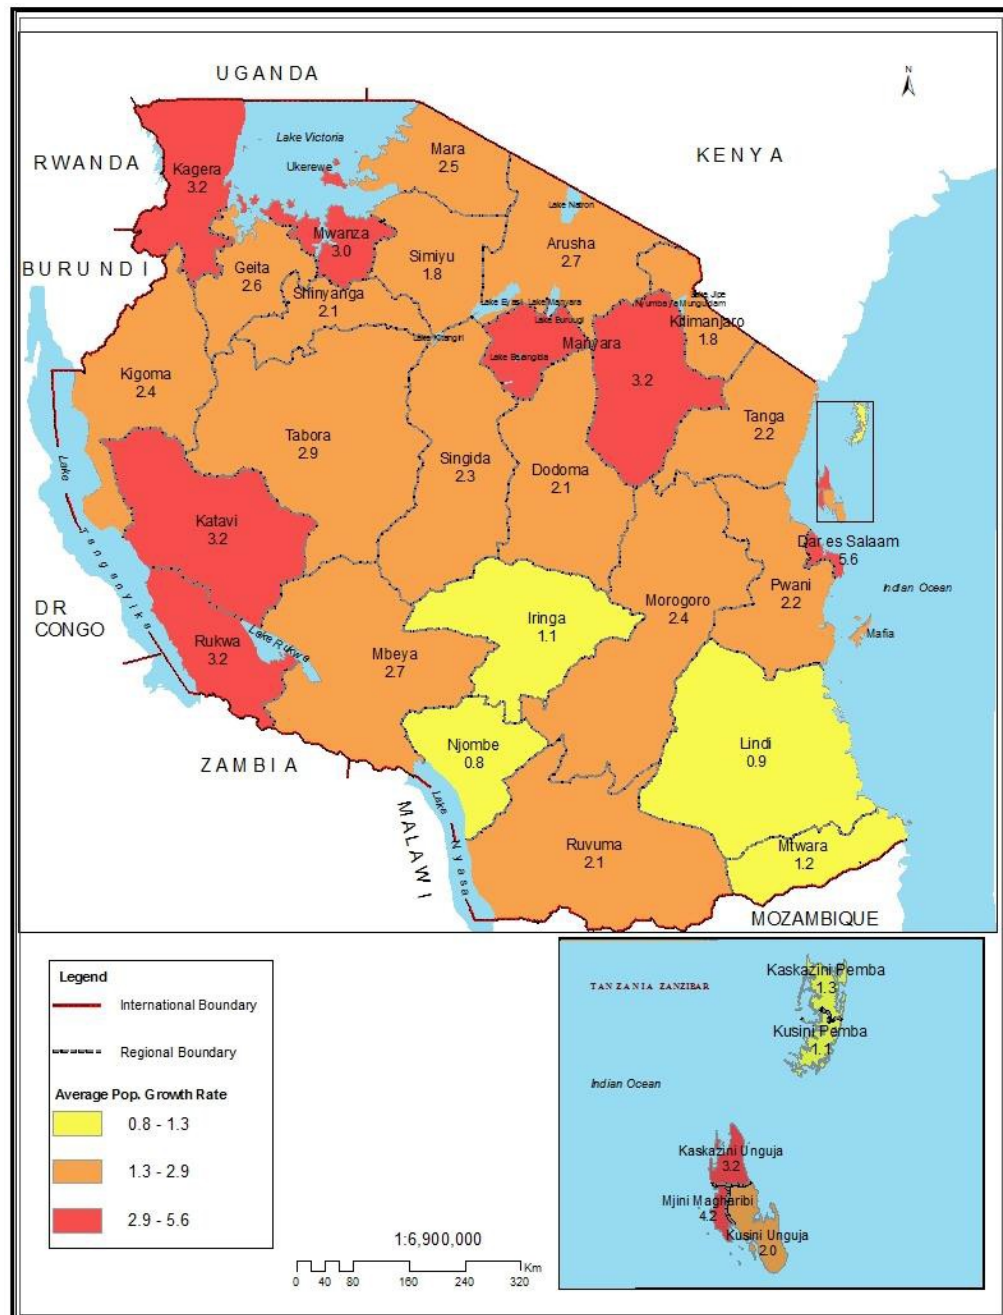 UGANDA
N
Lake Victoria
Ukerewe
Mara
2.5
KENYA
RWANDA
Kagera
3.2
Lake Natron
Mwanza
3.0
Arusha
2.7
Simiyu
1.8
BURUNDI
Geita
2.6
Shinyanga
2.1
Lake Eyasi
Lake Manyara
Lake Burungi
Lake Jipe
Kilimanjaro
1.8
Lake Kitangiri
Manyara
3.2
Kigoma
2.4
Tanga
2.2
Tabora
2.9
Singida
2.3
Dodoma
2.1
Lake Tanganyika
Katavi
3.2
Dar es Salaam
5.6
Pwani
2.2
Indian Ocean
DR
CONGO
Iringa
1.1
Morogoro
2.4
Mafia
Rukwa
3.2
Lake Rukwa
Mbeya
2.7
Njombe
0.8
Lindi
0.9
ZAMBIA
MALAWI
Lake Nyasa
Ruvuma
2.1
Mtwara
1.2
MOZAMBIQUE
Legend
International Boundary
Regional Boundary
Average Pop. Growth Rate
0.8 - 1.3
1.3 - 2.9
2.9 - 5.6
1:6,900,000
Km
0 40 80 160 240 320
TANZANIA ZANZIBAR
Kaskazini Pemba
1.3
Kusini Pemba
1.1
Indian Ocean
Kaskazini Unguja
3.2
Mjini Magharibi
4.2
Kusini Unguja
2.0